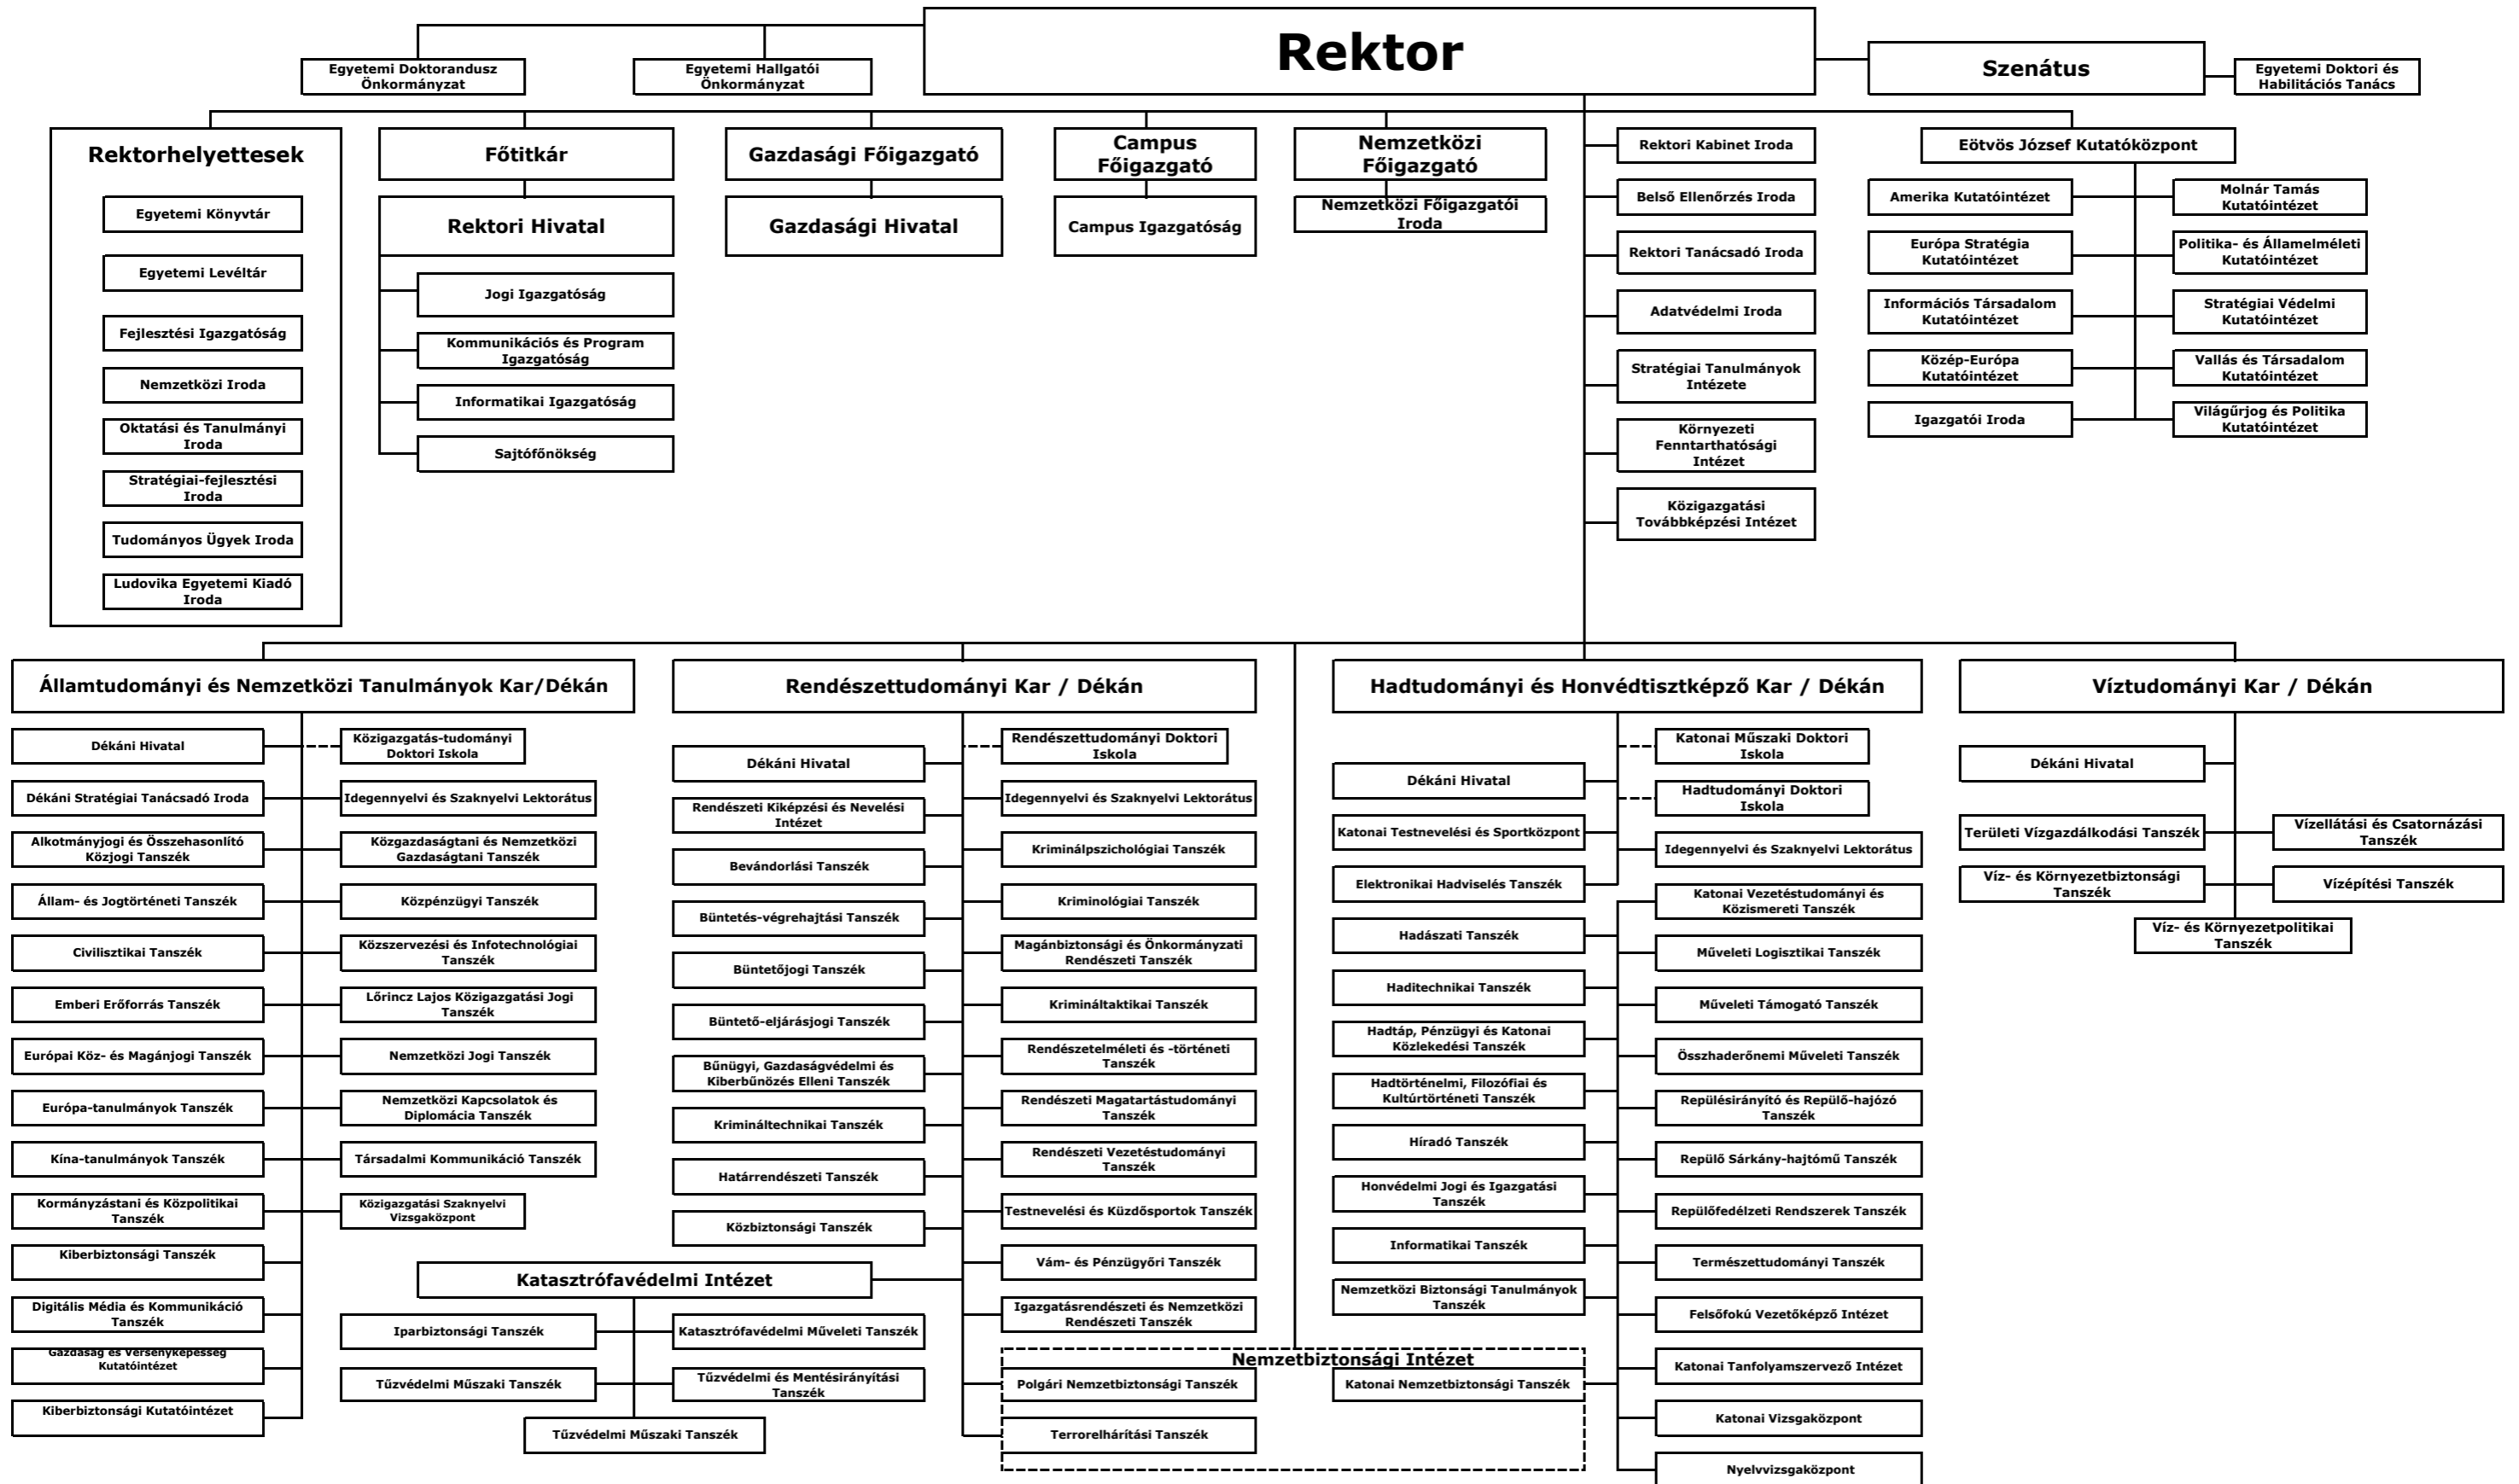 Rektor
Egyetemi Doktorandusz
Önkormányzat
Egyetemi Hallgatói
Önkormányzat
Szenátus
Egyetemi Doktori és
Habilitációs Tanács
Rektorhelyettesek
Egyetemi Könyvtár
Egyetemi Levéltár
Fejlesztési Igazgatóság
Nemzetközi Iroda
Oktatási és Tanulmányi
Iroda
Stratégiai-fejlesztési
Iroda
Tudományos Ügyek Iroda
Ludovika Egyetemi Kiadó
Iroda
Főtitkár
Rektori Hivatal
Jogi Igazgatóság
Kommunikációs és Program
Igazgatóság
Informatikai Igazgatóság
Sajtófőnökség
Gazdasági Főigazgató
Gazdasági Hivatal
Campus
Főigazgató
Campus Igazgatóság
Nemzetközi
Főigazgató
Nemzetközi Főigazgatói
Iroda
Rektori Kabinet Iroda
Belső Ellenőrzés Iroda
Rektori Tanácsadó Iroda
Adatvédelmi Iroda
Stratégiai Tanulmányok
Intézete
Környezeti
Fenntarthatósági
Intézet
Közigazgatási
Továbbképzési Intézet
Eötvös József Kutatóközpont
Amerika Kutatóintézet
Európa Stratégia
Kutatóintézet
Információs Társadalom
Kutatóintézet
Közép-Európa
Kutatóintézet
Igazgatói Iroda
Molnár Tamás
Kutatóintézet
Politika- és Államelméleti
Kutatóintézet
Stratégiai Védelmi
Kutatóintézet
Vallás és Társadalom
Kutatóintézet
Világűrjog és Politika
Kutatóintézet
Államtudományi és Nemzetközi Tanulmányok Kar/Dékán
Dékáni Hivatal
Dékáni Stratégiai Tanácsadó Iroda
Alkotmányjogi és Összehasonlító
Közjogi Tanszék
Állam- és Jogtörténeti Tanszék
Civilisztikai Tanszék
Emberi Erőforrás Tanszék
Európai Köz- és Magánjogi Tanszék
Európa-tanulmányok Tanszék
Kína-tanulmányok Tanszék
Kormányzástani és Közpolitikai
Tanszék
Kiberbiztonsági Tanszék
Digitális Média és Kommunikáció
Tanszék
Gazdaság és Versenyképesség
Kutatóintézet
Kiberbiztonsági Kutatóintézet
Közigazgatás-tudományi
Doktori Iskola
Idegennyelvi és Szaknyelvi Lektorátus
Közgazdaságtani és Nemzetközi
Gazdaságtani Tanszék
Közpénzügyi Tanszék
Közszervezési és Infotechnológiai
Tanszék
Lőrincz Lajos Közigazgatási Jogi
Tanszék
Nemzetközi Jogi Tanszék
Nemzetközi Kapcsolatok és
Diplomácia Tanszék
Társadalmi Kommunikáció Tanszék
Közigazgatási Szaknyelvi
Vizsgaközpont
Rendészettudományi Kar / Dékán
Dékáni Hivatal
Rendészeti Kiképzési és Nevelési
Intézet
Bevándorlási Tanszék
Büntetés-végrehajtási Tanszék
Büntetőjogi Tanszék
Büntető-eljárásjogi Tanszék
Bűnügyi, Gazdaságvédelmi és
Kiberbűnözés Elleni Tanszék
Krimináltechnikai Tanszék
Határrendészeti Tanszék
Közbiztonsági Tanszék
Rendészettudományi Doktori
Iskola
Idegennyelvi és Szaknyelvi Lektorátus
Kriminálpszichológiai Tanszék
Kriminológiai Tanszék
Magánbiztonsági és Önkormányzati
Rendészeti Tanszék
Krimináltaktikai Tanszék
Rendészetelméleti és -történeti
Tanszék
Rendészeti Magatartástudományi
Tanszék
Rendészeti Vezetéstudományi
Tanszék
Testnevelési és Küzdősportok Tanszék
Vám- és Pénzügyőri Tanszék
Igazgatásrendészeti és Nemzetközi
Rendészeti Tanszék
Katasztrófavédelmi Intézet
Iparbiztonsági Tanszék
Katasztrófavédelmi Műveleti Tanszék
Tűzvédelmi Műszaki Tanszék
Tűzvédelmi és Mentésirányítási
Tanszék
Tűzvédelmi Műszaki Tanszék
Nemzetbiztonsági Intézet
Polgári Nemzetbiztonsági Tanszék
Katonai Nemzetbiztonsági Tanszék
Terrorelhárítási Tanszék
Hadtudományi és Honvédtisztképző Kar / Dékán
Dékáni Hivatal
Katonai Testnevelési és Sportközpont
Elektronikai Hadviselés Tanszék
Hadászati Tanszék
Haditechnikai Tanszék
Hadtáp, Pénzügyi és Katonai
Közlekedési Tanszék
Hadtörténelmi, Filozófiai és
Kultúrtörténeti Tanszék
Híradó Tanszék
Honvédelmi Jogi és Igazgatási
Tanszék
Informatikai Tanszék
Nemzetközi Biztonsági Tanulmányok
Tanszék
Katonai Műszaki Doktori
Iskola
Hadtudományi Doktori
Iskola
Idegennyelvi és Szaknyelvi Lektorátus
Katonai Vezetéstudományi és
Közismereti Tanszék
Műveleti Logisztikai Tanszék
Műveleti Támogató Tanszék
Összhaderőnemi Műveleti Tanszék
Repülésirányító és Repülő-hajózó
Tanszék
Repülő Sárkány-hajtómű Tanszék
Repülőfedélzeti Rendszerek Tanszék
Természettudományi Tanszék
Felsőfokú Vezetőképző Intézet
Katonai Tanfolyamszervező Intézet
Katonai Vizsgaközpont
Nyelvvizsgaközpont
Víztudományi Kar / Dékán
Dékáni Hivatal
Területi Vízgazdálkodási Tanszék
Vízellátási és Csatornázási
Tanszék
Víz- és Környezetbiztonsági
Tanszék
Vízépítési Tanszék
Víz- és Környezetpolitikai
Tanszék